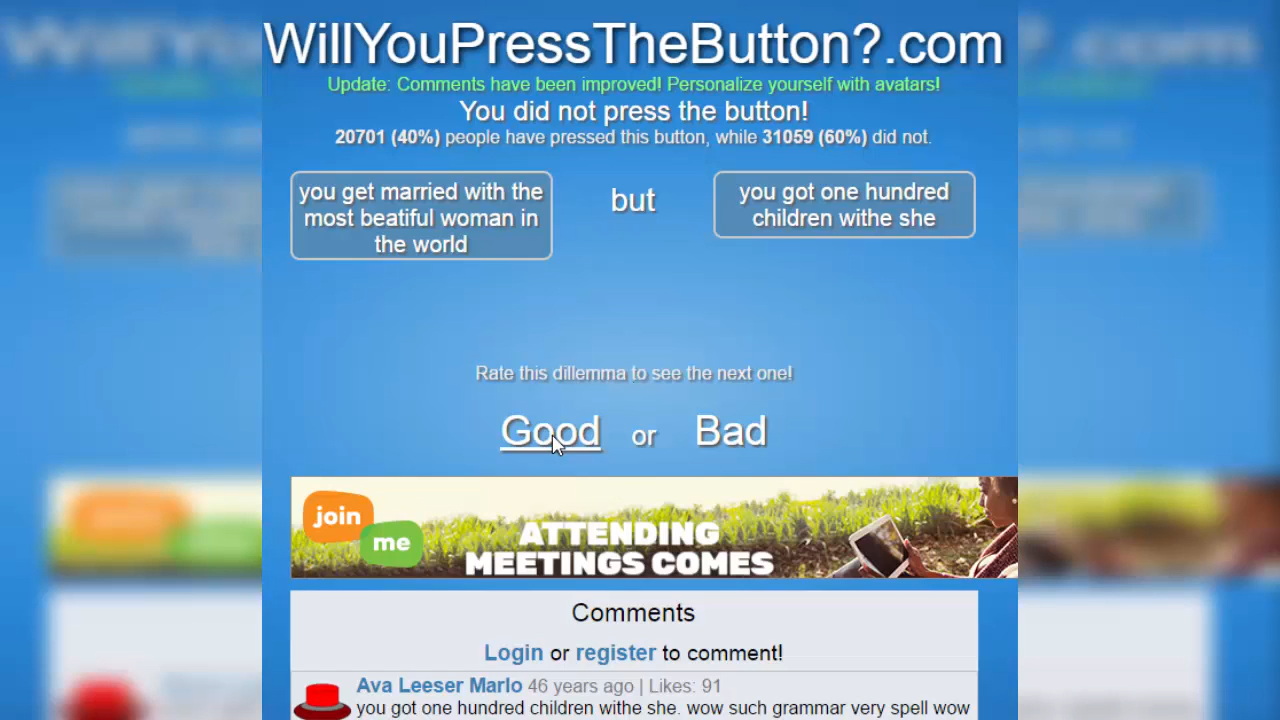 WillYouPressTheButton?.com
Update: Comments have been improved! Personalize yourself with avatars!
You did not press the button!
20701 (40%) people have pressed this button, while 31059 (60%) did not.
you get married with the
most beatiful woman in
the world
but
you got one hundred
children withe she
Rate this dillemma to see the next one!
Good or Bad
join
me
ATTENDING
MEETINGS COMES
Comments
Login or register to comment!
Ava Leeser Marlo 46 years ago | Likes: 91
you got one hundred children withe she. wow such grammar very spell wow